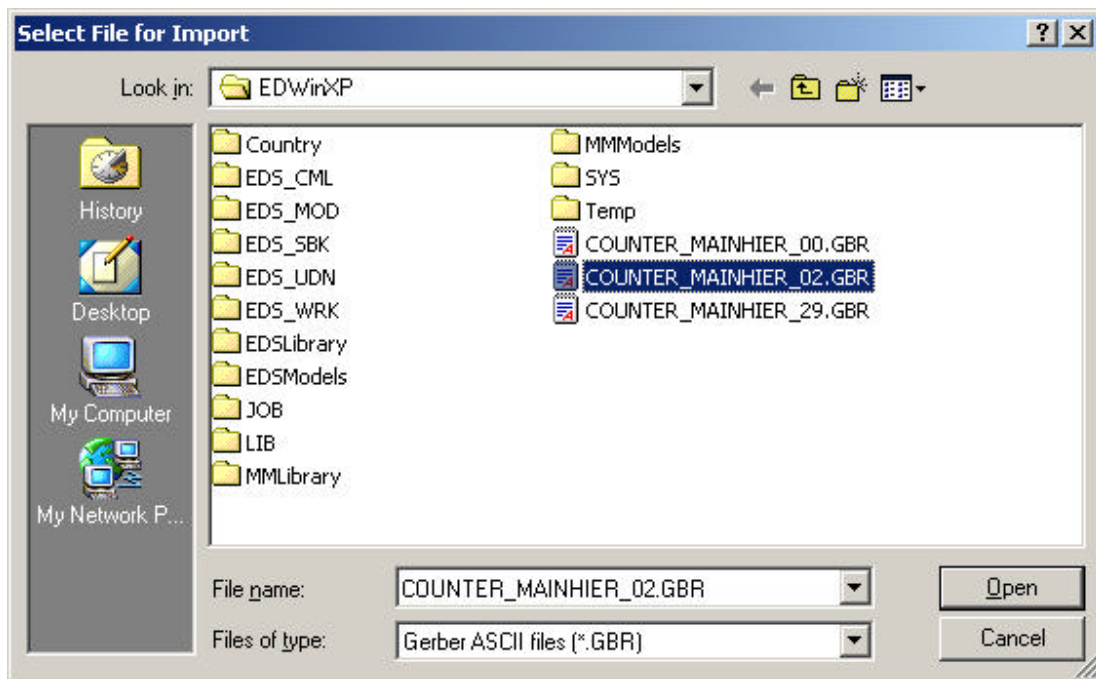 Select File for Import
Look in: EDWinXP
History
Desktop
My Computer
My Network P...
Country
EDS_CML
EDS_MOD
EDS_SBK
EDS_UDN
EDS_WRK
EDSLibrary
EDSModels
JOB
LIB
MMLibrary
MMModels
SYS
Temp
COUNTER_MAINHIER_00.GBR
COUNTER_MAINHIER_02.GBR
COUNTER_MAINHIER_29.GBR
File name: COUNTER_MAINHIER_02.GBR Open
Files of type: Gerber ASCII files (*.GBR) Cancel